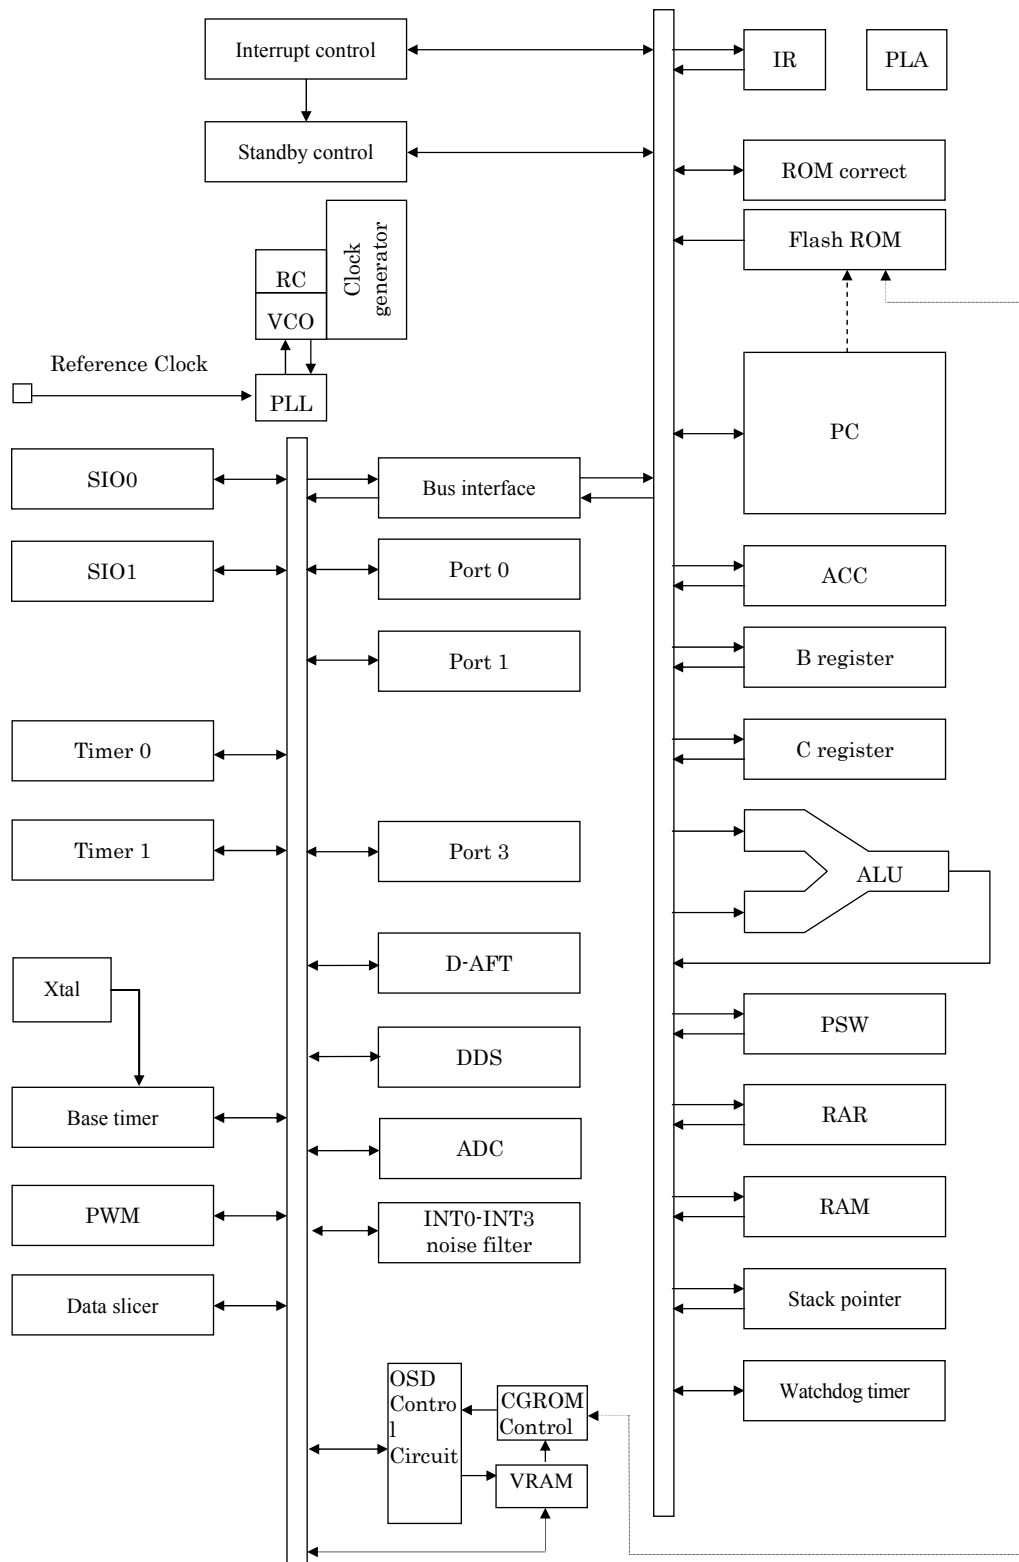 Interrupt control
IR
PLA
Standby control
ROM correct
Flash ROM
Clock
generator
RC
VCO
Reference Clock
PLL
PC
SIO0
Bus interface
SIO1
Port 0
ACC
Port 1
B register
Timer 0
C register
Timer 1
Port 3
ALU
D-AFT
Xtal
PSW
DDS
Base timer
RAR
ADC
PWM
INT0-INT3
noise filter
RAM
Data slicer
Stack pointer
OSD
Contro
l
Circuit
CGROM
Control
Watchdog timer
VRAM